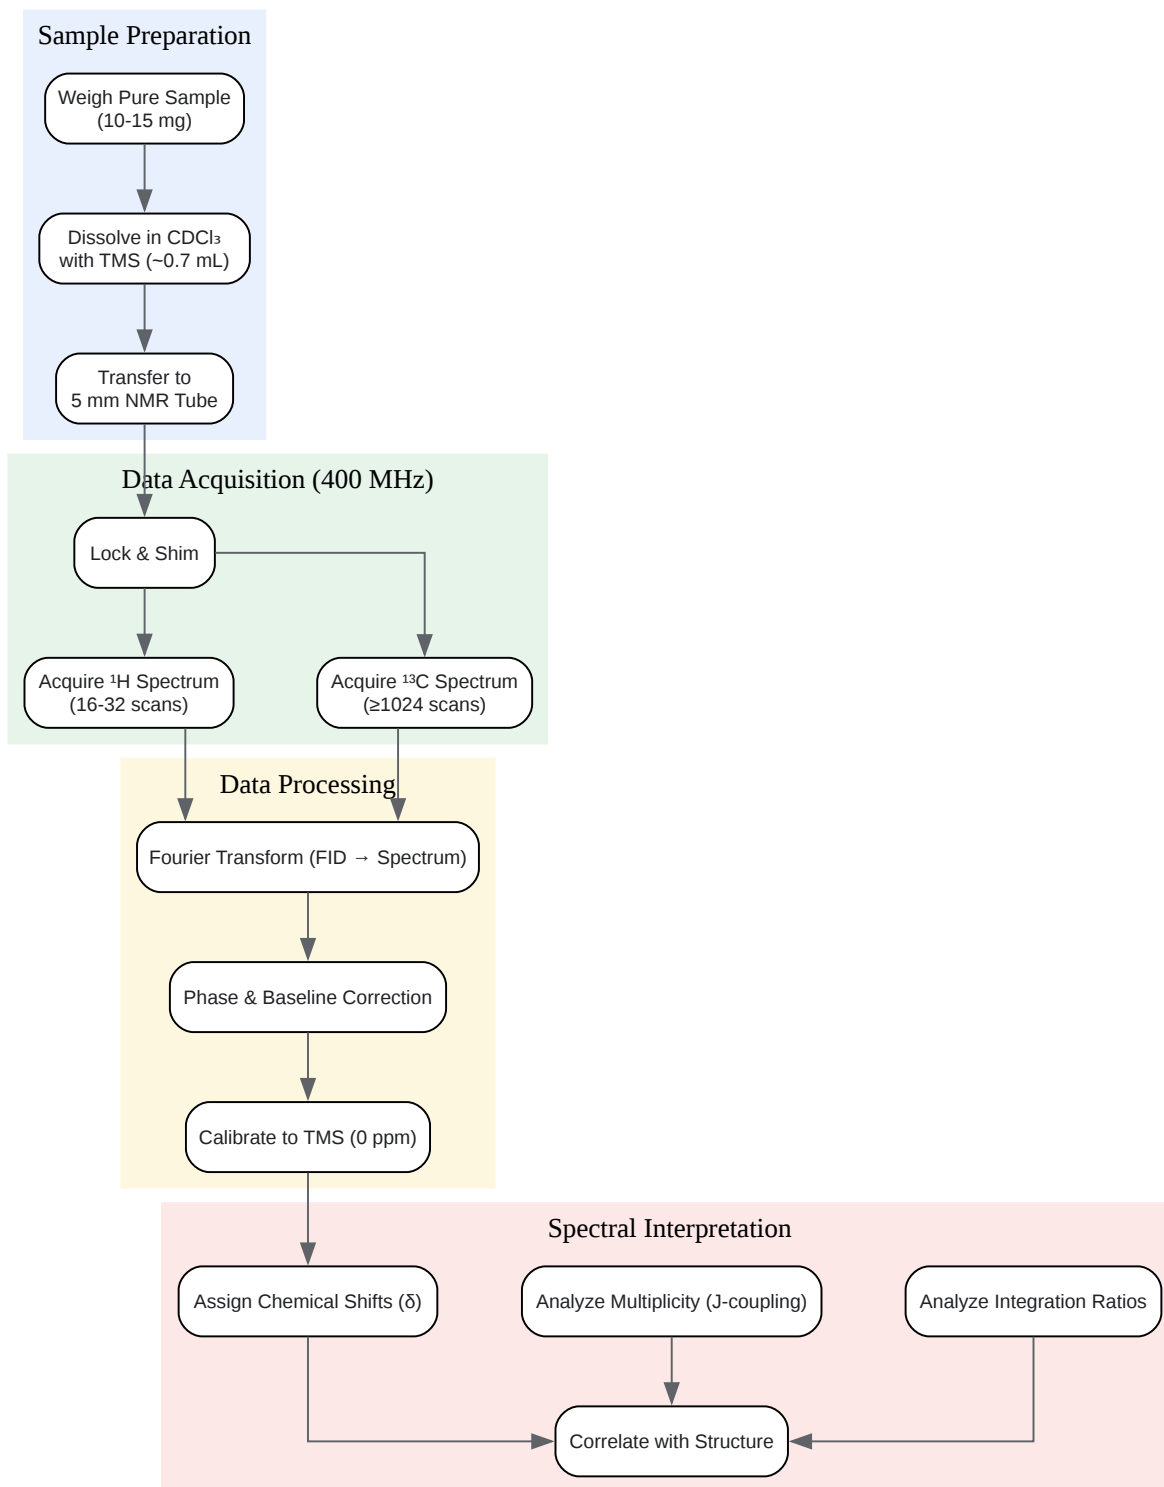 Sample Preparation
Weigh Pure Sample
(10-15 mg)
Dissolve in CDCl₃
with TMS (~0.7 mL)
Transfer to
5 mm NMR Tube
Data Acquisition (400 MHz)
Lock & Shim
Acquire ¹H Spectrum
(16-32 scans)
Acquire ¹³C Spectrum
(≥1024 scans)
Data Processing
Fourier Transform (FID → Spectrum)
Phase & Baseline Correction
Calibrate to TMS (0 ppm)
Spectral Interpretation
Assign Chemical Shifts (δ)
Analyze Multiplicity (J-coupling)
Analyze Integration Ratios
Correlate with Structure